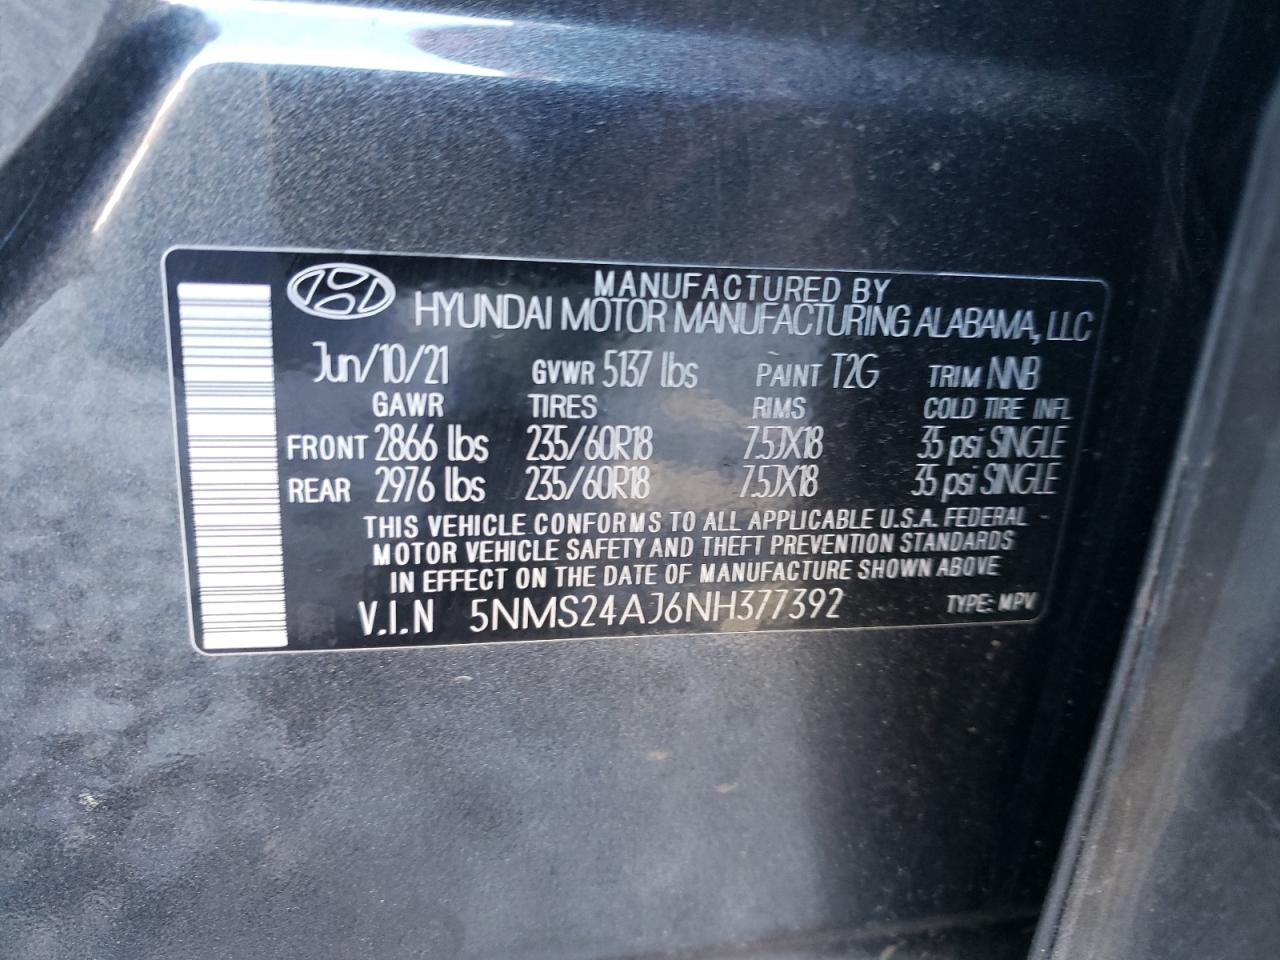 MANUFACTURED BY
HYUNDAI MOTOR MANUFACTURING ALABAMA, LLC
Jun/10/21 GVWR 5137 lbs PAINT T2G TRIM NNB
GAWR TIRES RIMS COLD TIRE INFL
FRONT 2866 lbs 235/60R18 7.5JX18 35 psi SINGLE
REAR 2976 lbs 235/60R18 7.5JX18 35 psi SINGLE
THIS VEHICLE CONFORMS TO ALL APPLICABLE U.S.A. FEDERAL
MOTOR VEHICLE SAFETY AND THEFT PREVENTION STANDARDS
IN EFFECT ON THE DATE OF MANUFACTURE SHOWN ABOVE
V.I.N 5NMS24AJ6NH377392 TYPE: MPV